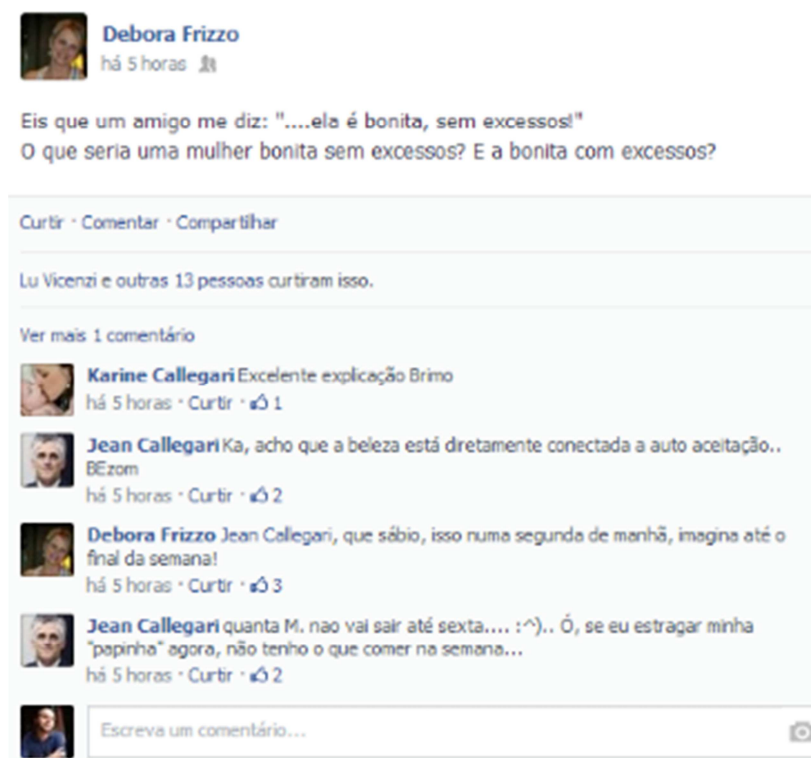 Debora Frizzo
há 5 horas
Eis que um amigo me diz: "....ela é bonita, sem excessos!"
O que seria uma mulher bonita sem excessos? E a bonita com excessos?
Curtir · Comentar · Compartilhar
Lu Vicenzi e outras 13 pessoas curtiram isso.
Ver mais 1 comentário
Karine Callegari Excelente explicação Brimo
há 5 horas · Curtir · 1
Jean Callegari Ka, acho que a beleza está diretamente conectada a auto aceitação..
BEzom
há 5 horas · Curtir · 2
Debora Frizzo Jean Callegari, que sábio, isso numa segunda de manhã, imagina até o
final da semana!
há 5 horas · Curtir · 3
Jean Callegari quanta M. nao vai sair até sexta.... :^).. Ó, se eu estragar minha
"papinha" agora, não tenho o que comer na semana...
há 5 horas · Curtir · 2
Escreva um comentário...